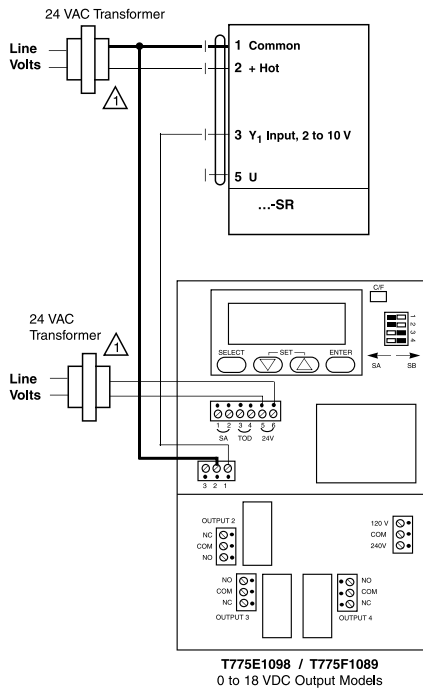 24 VAC Transformer
Line
Volts
1
1 Common
2 + Hot
3 Y1 Input, 2 to 10 V
5 U
...-SR
24 VAC
Transformer
1
Line
Volts
C/F
1
2
3
4
SELECT
SET
ENTER
SA SB
1 2 3 4 5 6
SA TOD 24V
3 2 1
OUTPUT 2
NC
COM
NO
120 V
COM
240V
NO
COM
NC
OUTPUT 3
NO
COM
NC
OUTPUT 4
T775E1098 / T775F1089
0 to 18 VDC Output Models